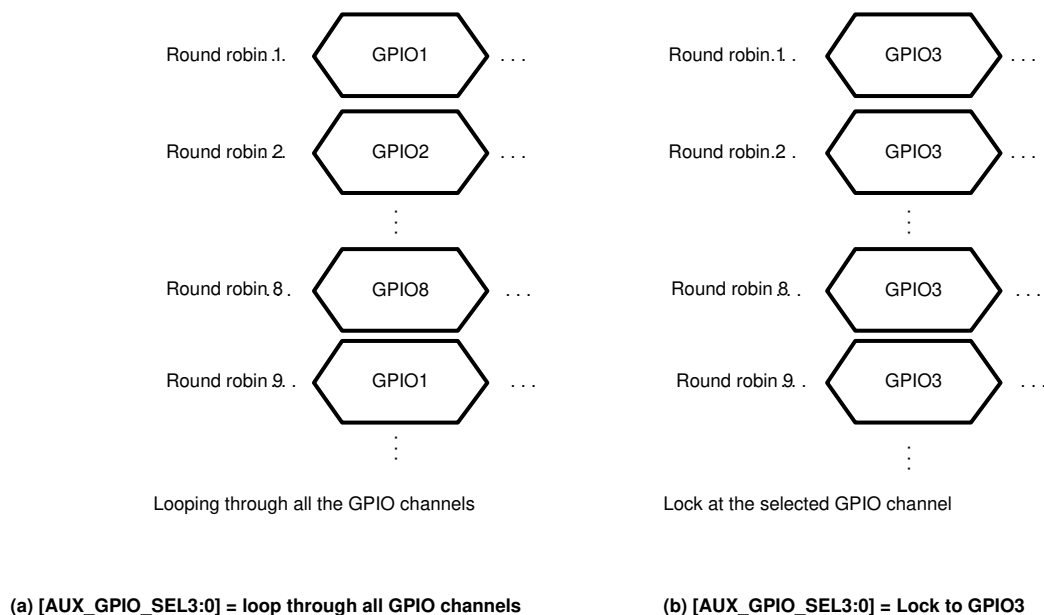 Round robin 1 . . . GPIO1 . . .
Round robin 2 . . . GPIO2 . . .
Round robin 8 . . . GPIO8 . . .
Round robin 9 . . . GPIO1 . . .
Looping through all the GPIO channels
(a) [AUX_GPIO_SEL3:0] = loop through all GPIO channels
Round robin 1 . . . GPIO3 . . .
Round robin 2 . . . GPIO3 . . .
Round robin 8 . . . GPIO3 . . .
Round robin 9 . . . GPIO3 . . .
Lock at the selected GPIO channel
(b) [AUX_GPIO_SEL3:0] = Lock to GPIO3